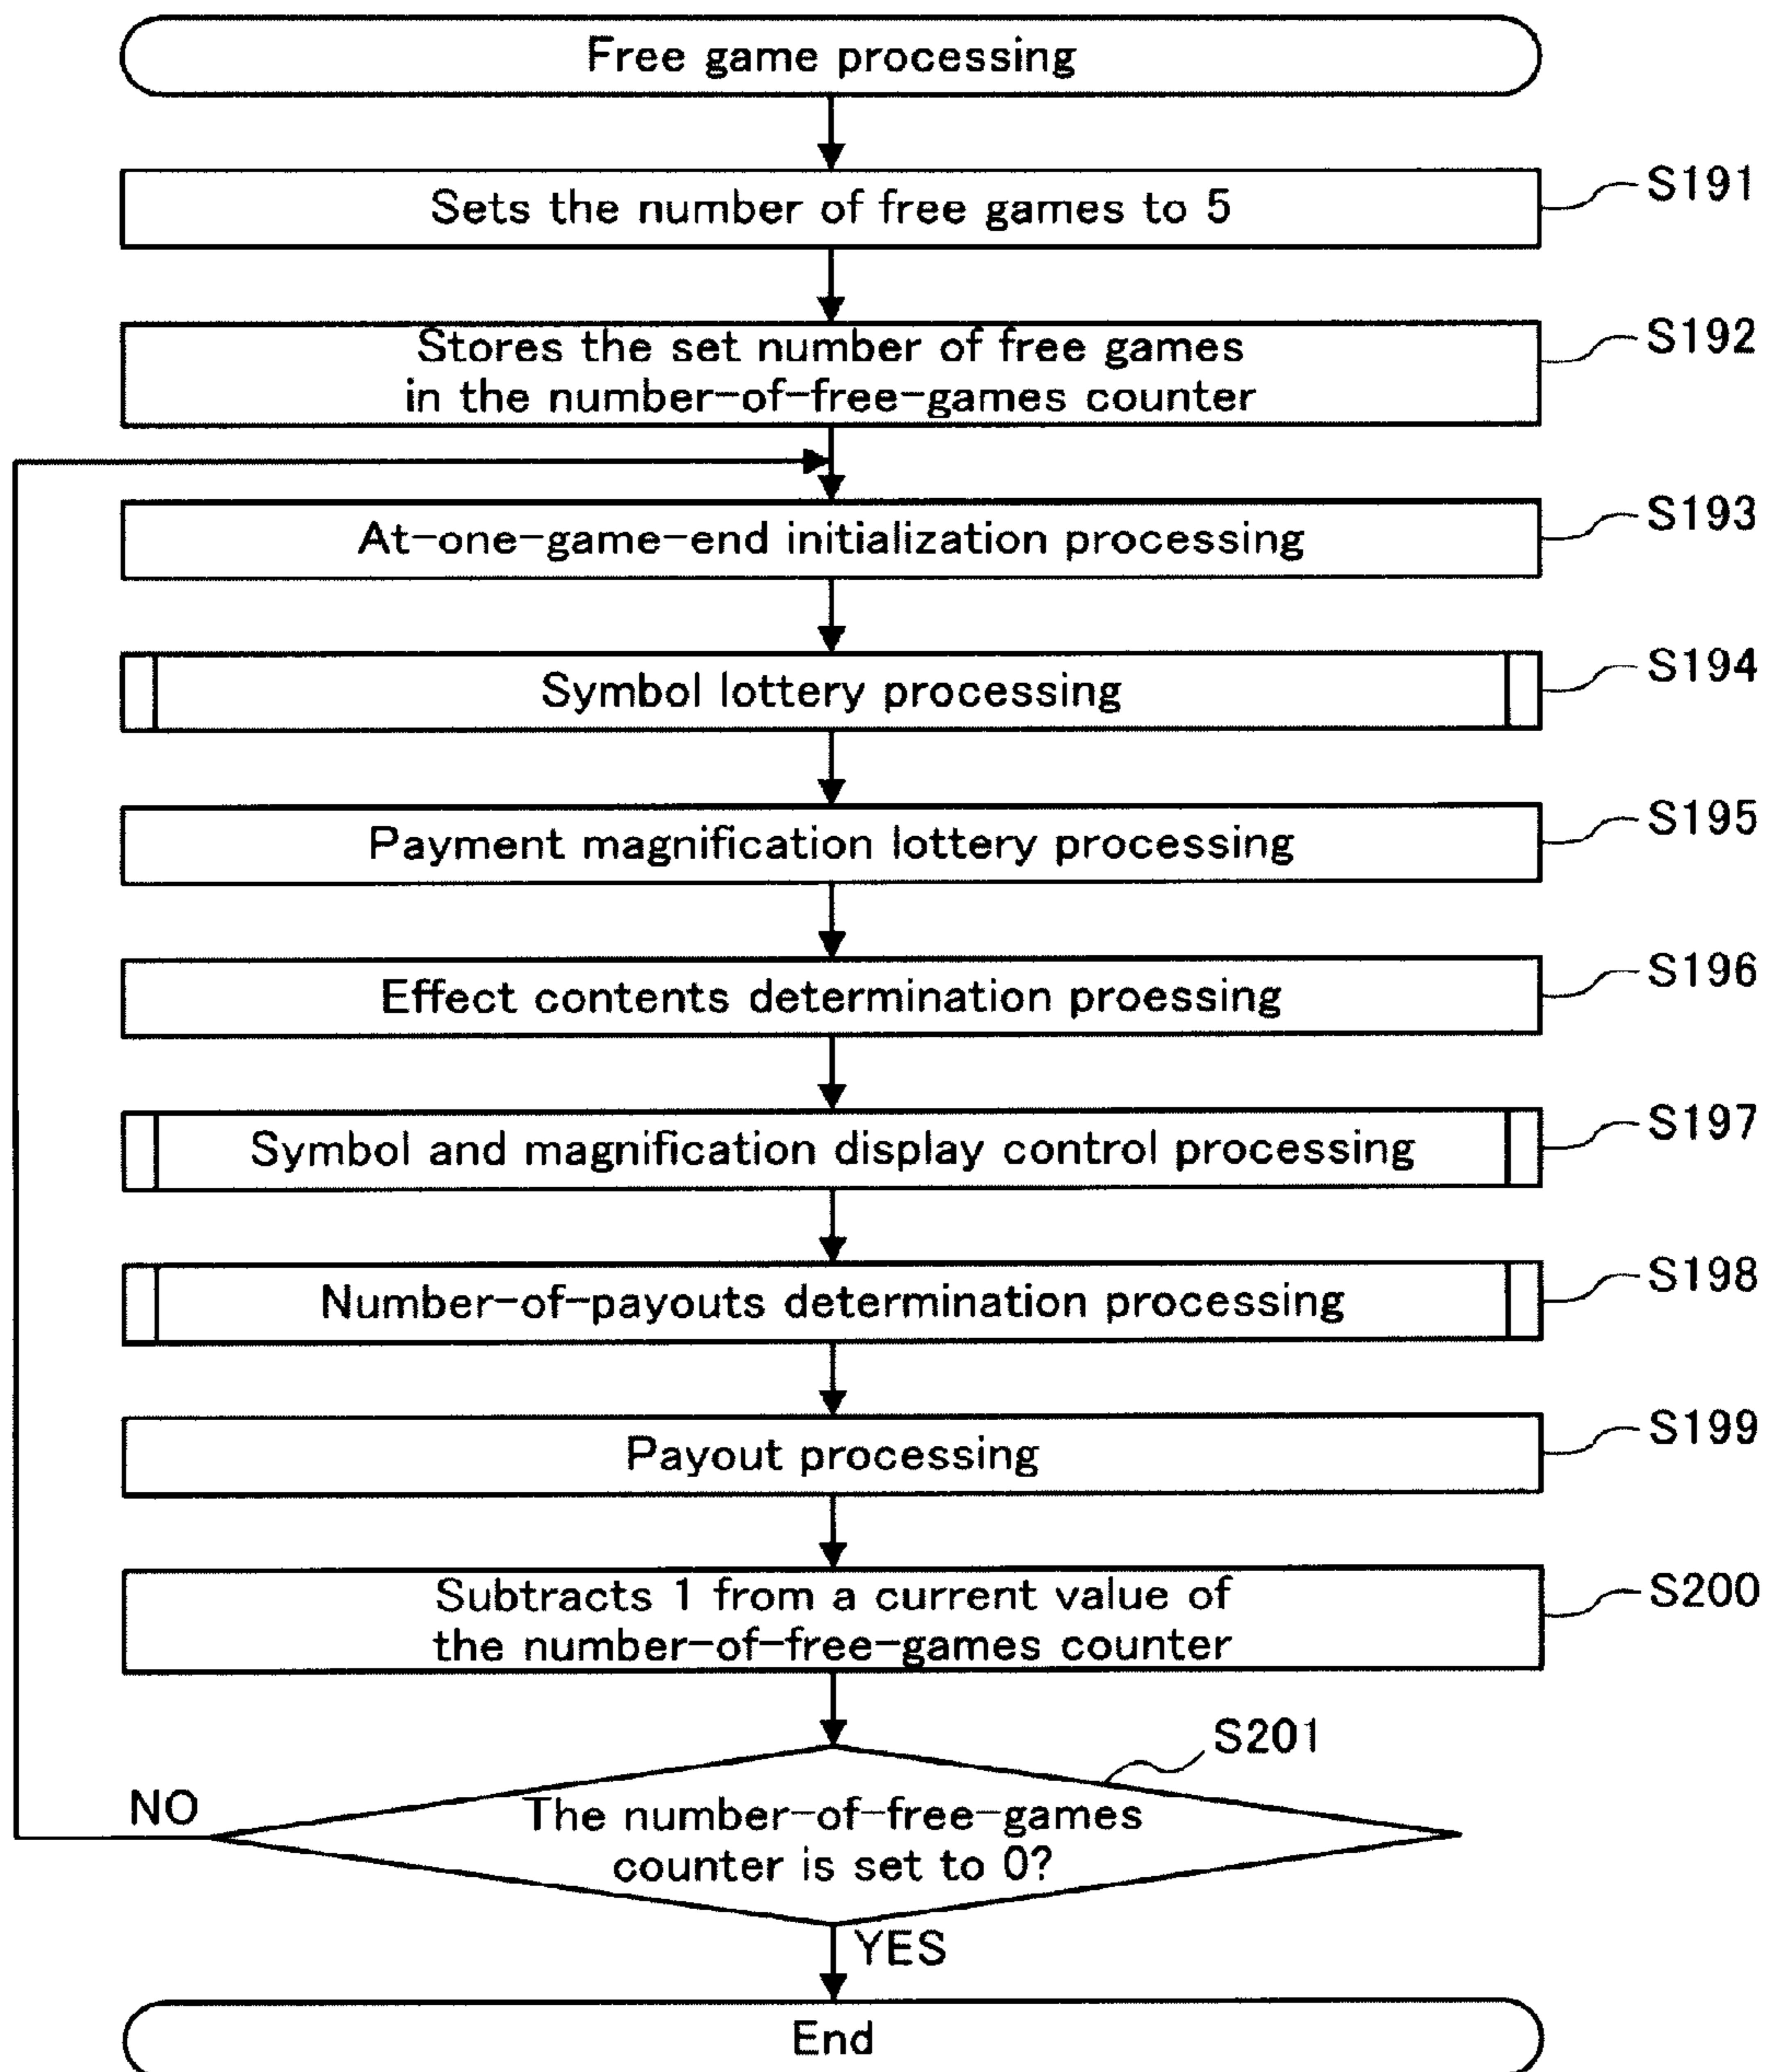 Free game processing
Sets the number of free games to 5
S191
Stores the set number of free games
in the number-of-free-games counter
S192
At-one-game-end initialization processing
S193
Symbol lottery processing
S194
Payment magnification lottery processing
S195
Effect contents determination proessing
S196
Symbol and magnification display control processing
S197
Number-of-payouts determination processing
S198
Payout processing
S199
Subtracts 1 from a current value of
the number-of-free-games counter
S200
S201
NO
The number-of-free-games
counter is set to 0?
YES
End